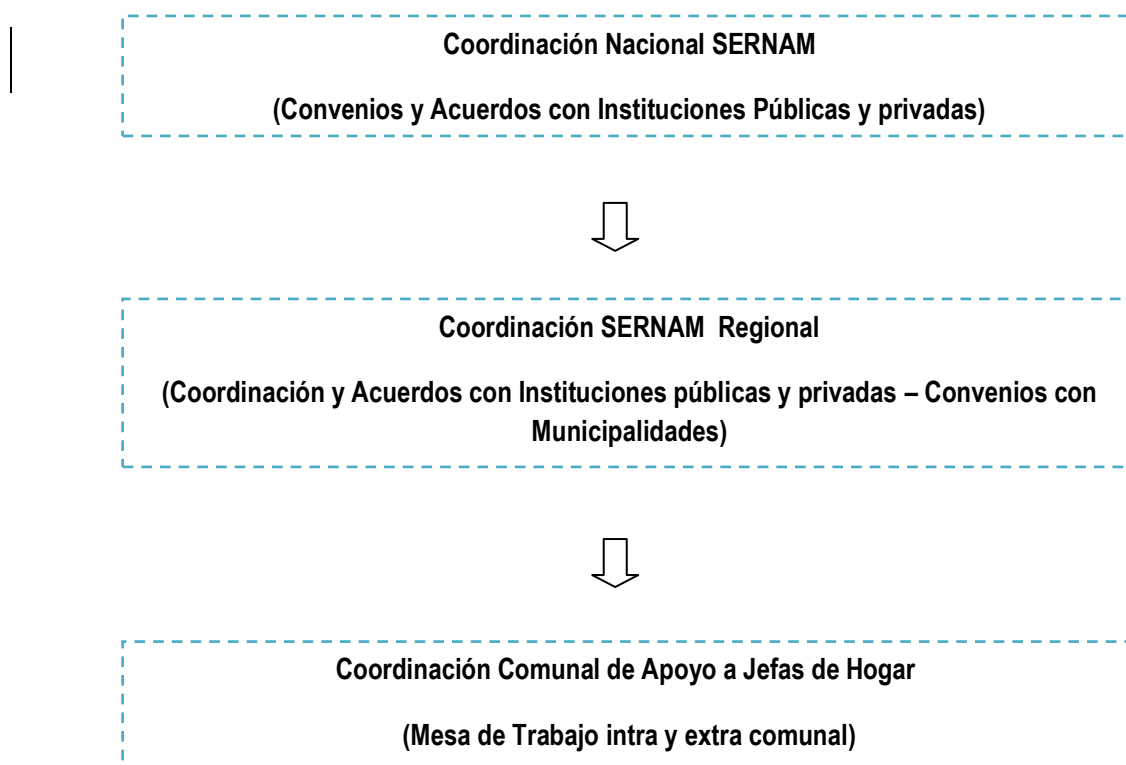 Coordinación Nacional SERNAM
(Convenios y Acuerdos con Instituciones Públicas y privadas)
Coordinación SERNAM Regional
(Coordinación y Acuerdos con Instituciones públicas y privadas – Convenios con
Municipalidades)
Coordinación Comunal de Apoyo a Jefas de Hogar
(Mesa de Trabajo intra y extra comunal)